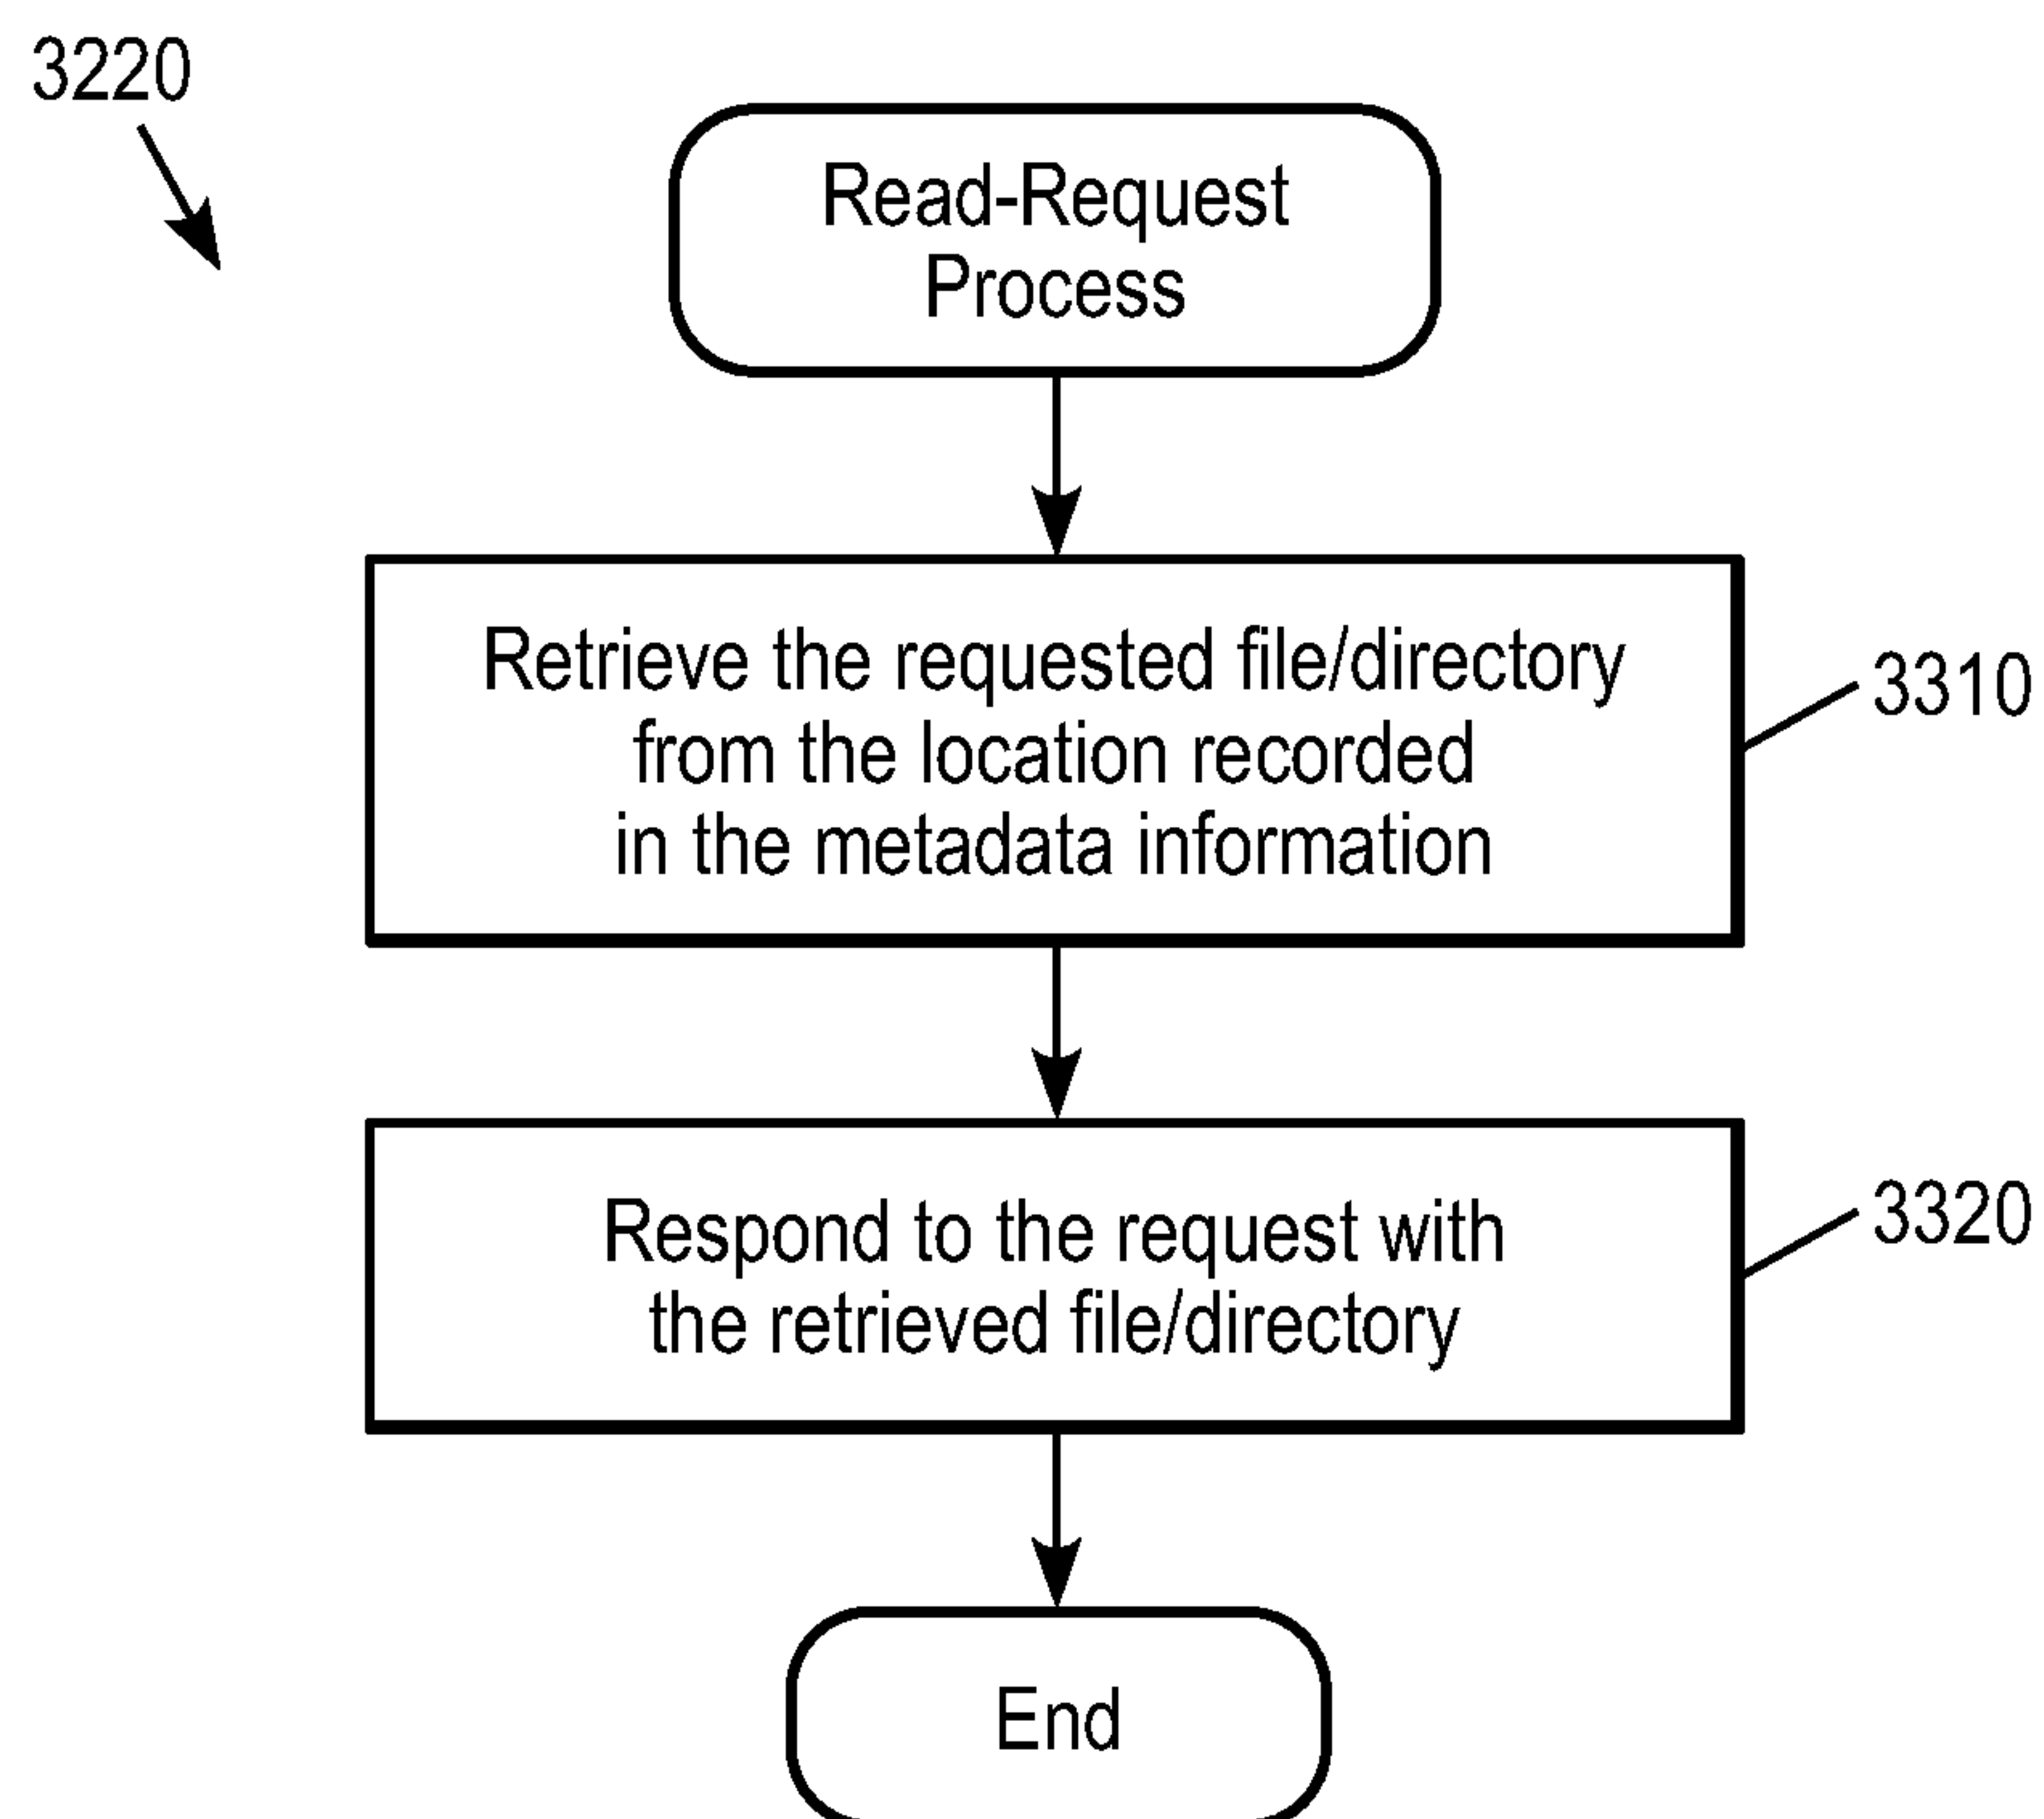 3220
Read-Request
Process
Retrieve the requested file/directory
from the location recorded
in the metadata information
3310
Respond to the request with
the retrieved file/directory
3320
End